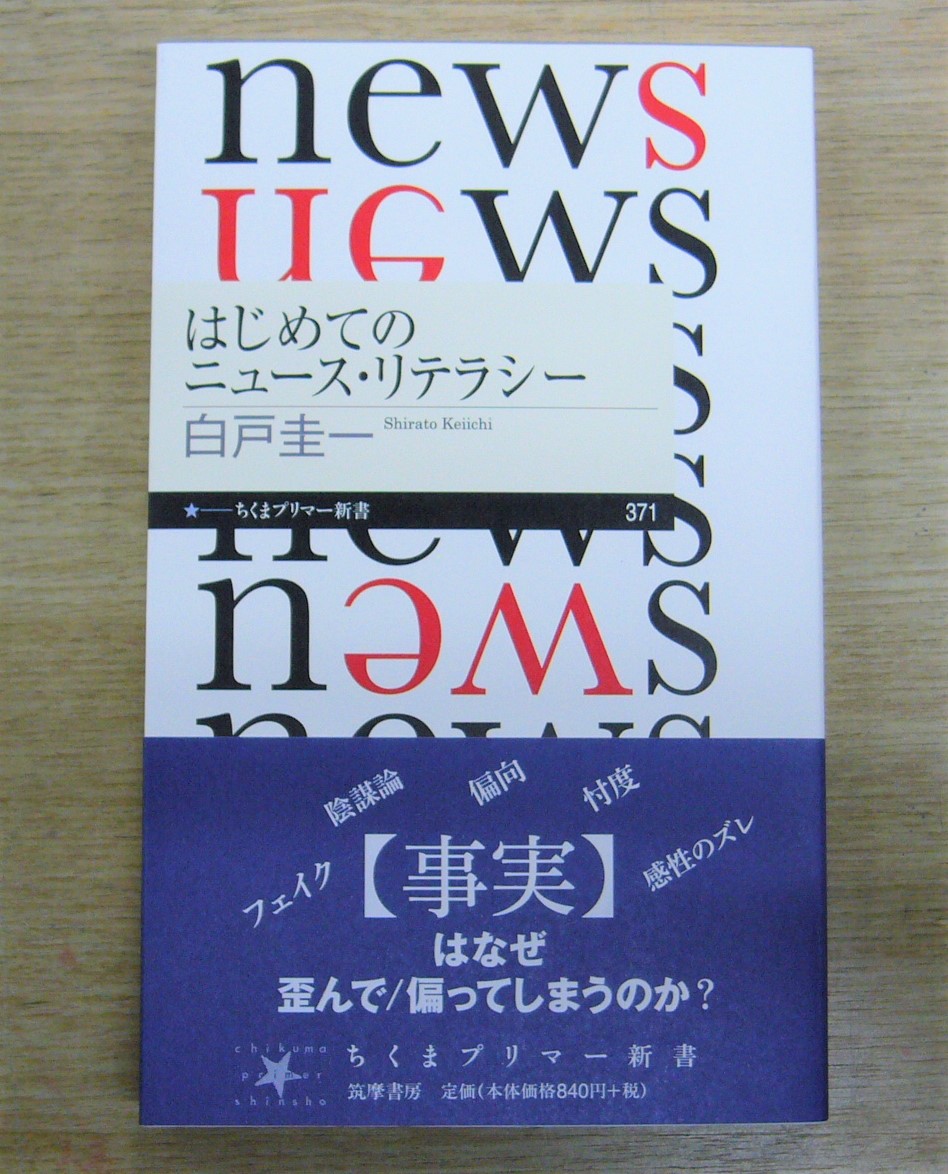 news
news
はじめての
ニュース・リテラシー
白戸圭一 Shirato Keiichi
★──ちくまプリマー新書 371
news
news
news
フェイク 陰謀論 偏向 忖度 感性のズレ
【事実】
はなぜ
歪んで/偏ってしまうのか?
chikuma
primer
shinsho
ちくまプリマー新書
筑摩書房 定価(本体価格840円+税)